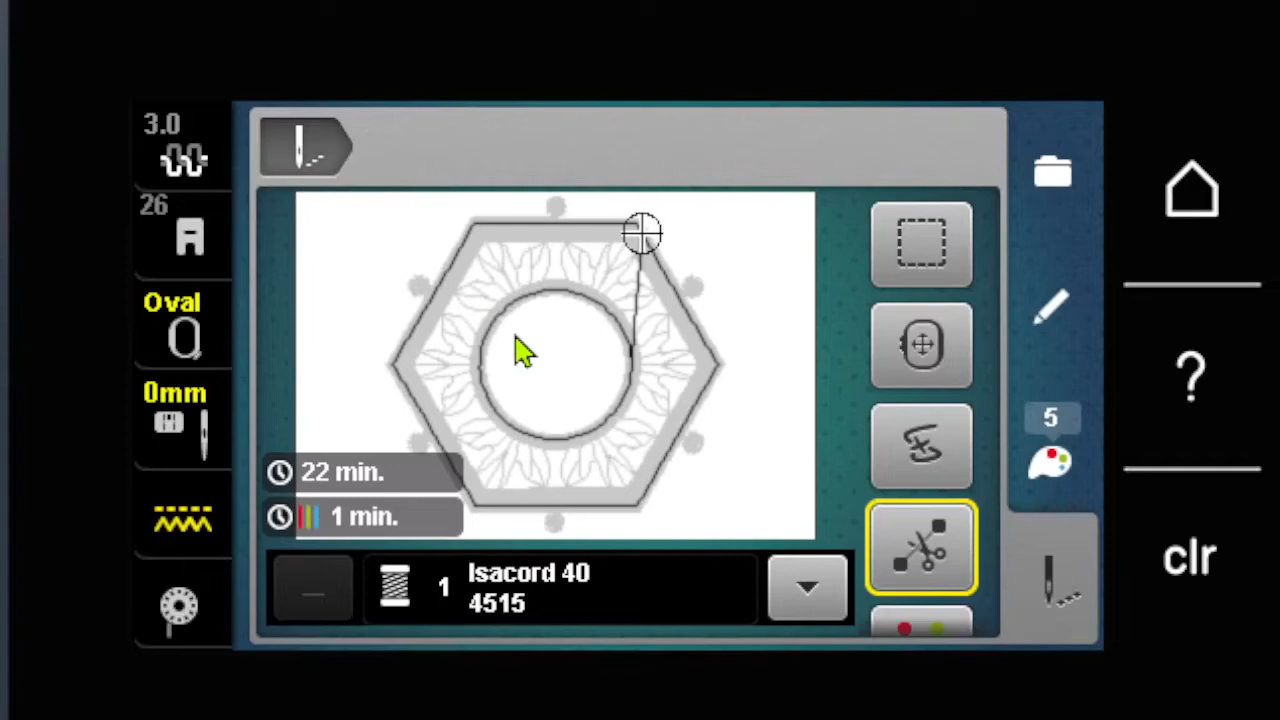 3.0
26
Oval
0mm
22 min.
1 min.
1
Isacord 40
4515
5
?
clr